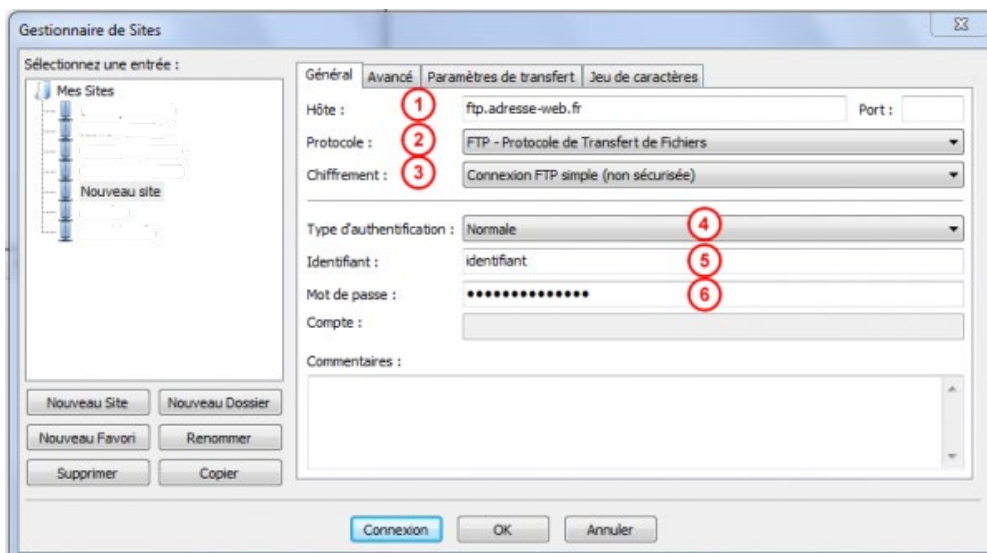 Gestionnaire de Sites
Sélectionnez une entrée :
Mes Sites
Nouveau site
Nouveau Site
Nouveau Dossier
Nouveau Favori
Renommer
Supprimer
Copier
Général Avancé Paramètres de transfert Jeu de caractères
Hôte : 1 ftp.adresse-web.fr Port :
Protocole : 2 FTP - Protocole de Transfert de Fichiers
Chiffrement : 3 Connexion FTP simple (non sécurisée)
Type d'authentification : Normale 4
Identifiant : identifiant 5
Mot de passe : •••••••••••••• 6
Compte :
Commentaires :
Connexion OK Annuler